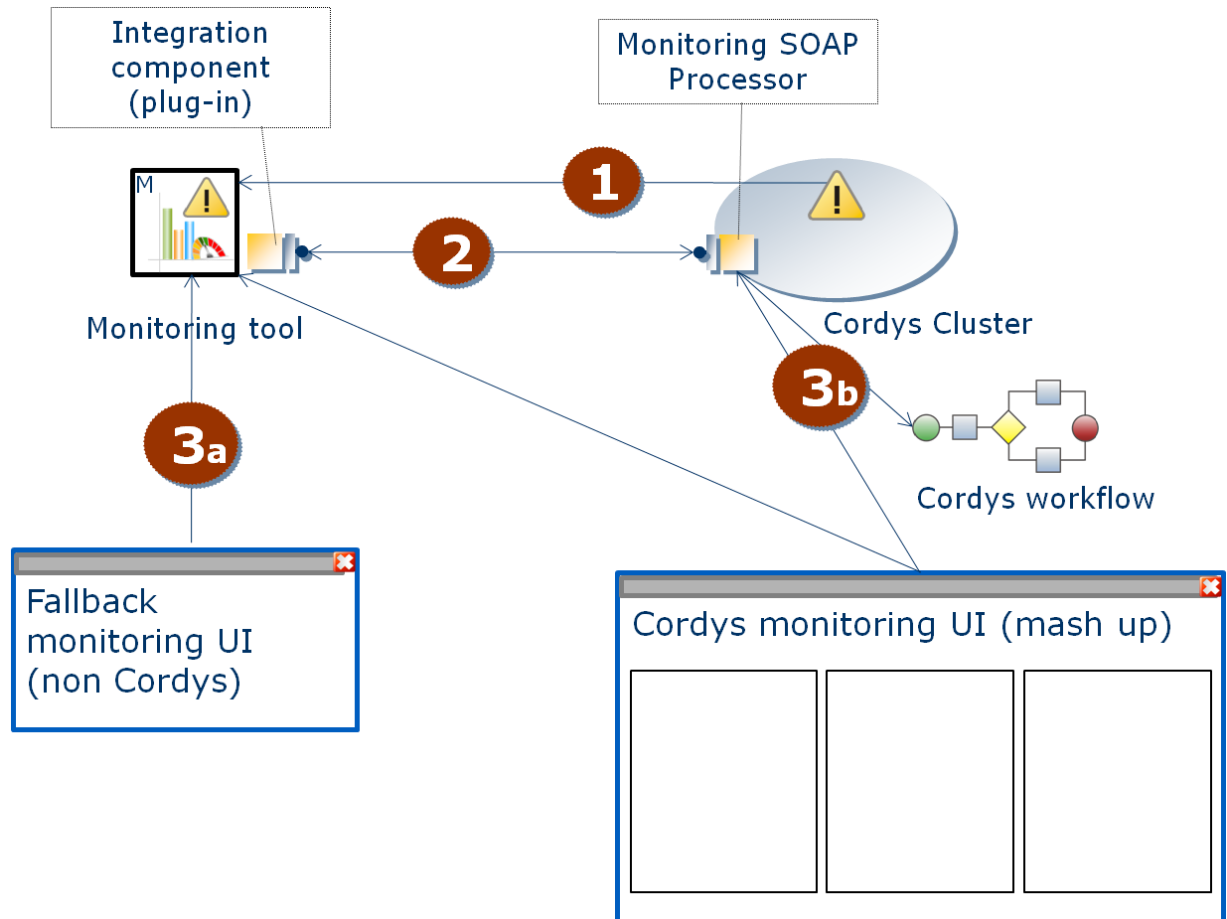 Integration
component
(plug-in)
Monitoring SOAP
Processor
M
1
2
Monitoring tool
Cordys Cluster
3a
3b
Cordys workflow
Fallback
monitoring UI
(non Cordys)
Cordys monitoring UI (mash up)